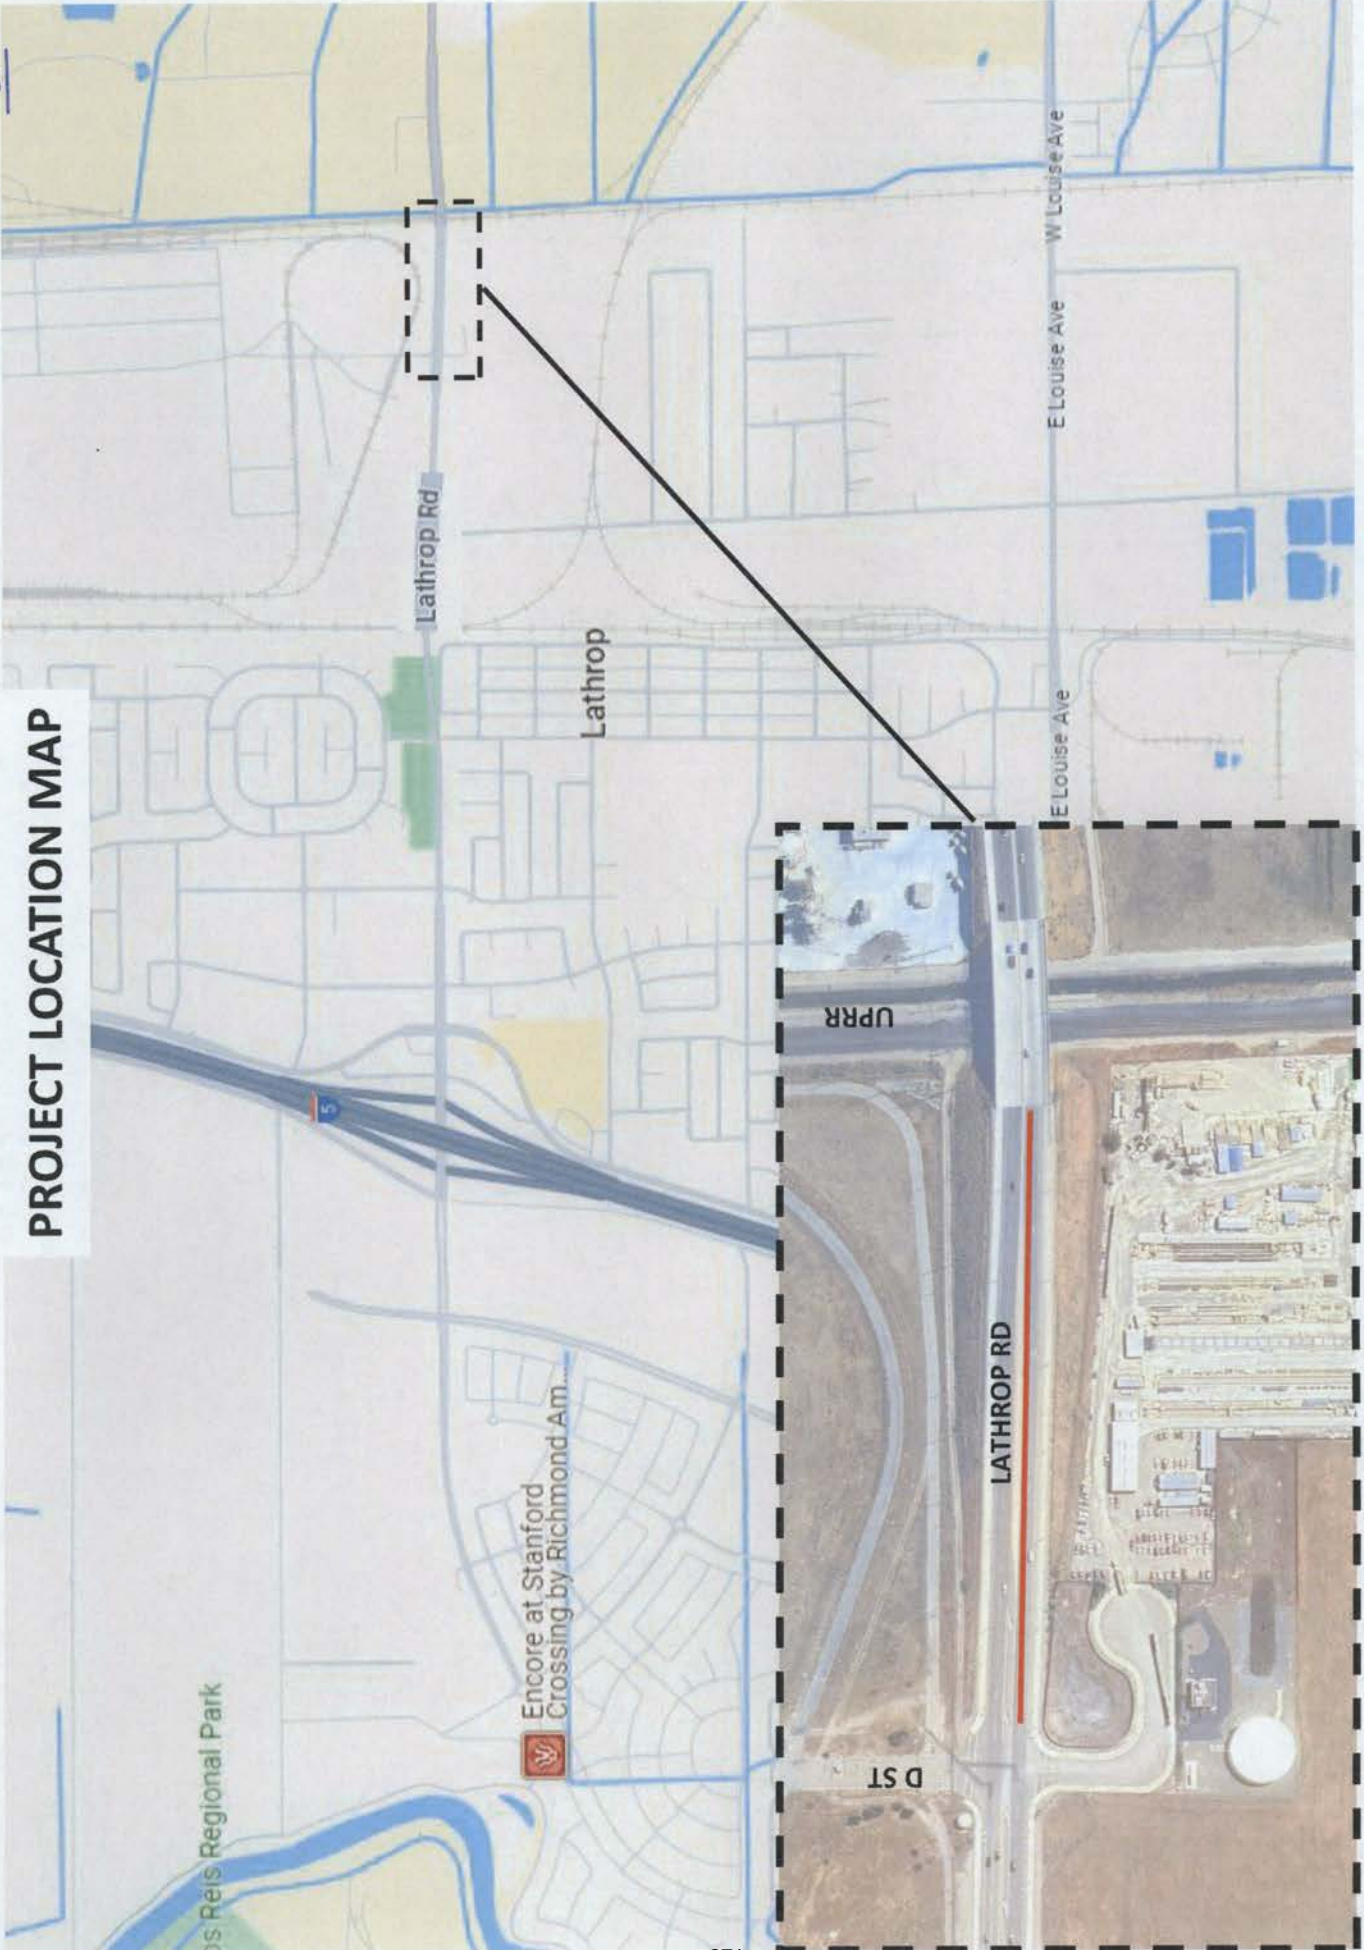 PROJECT LOCATION MAP
5
Lathrop Rd
Lathrop
Encore at Stanford
Crossing by Richmond Am...
Reis Regional Park
E Louise Ave
E Louise Ave
W Louise Ave
UPRR
LATHROP RD
D ST